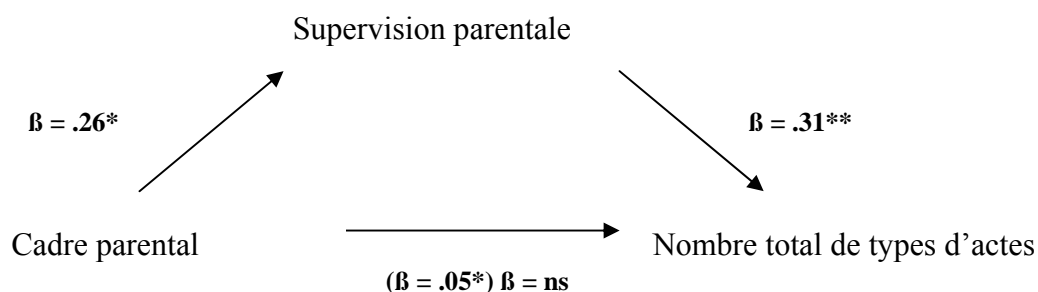 Supervision parentale
ß = .26*
ß = .31**
Cadre parental
Nombre total de types d’actes
(ß = .05*) ß = ns